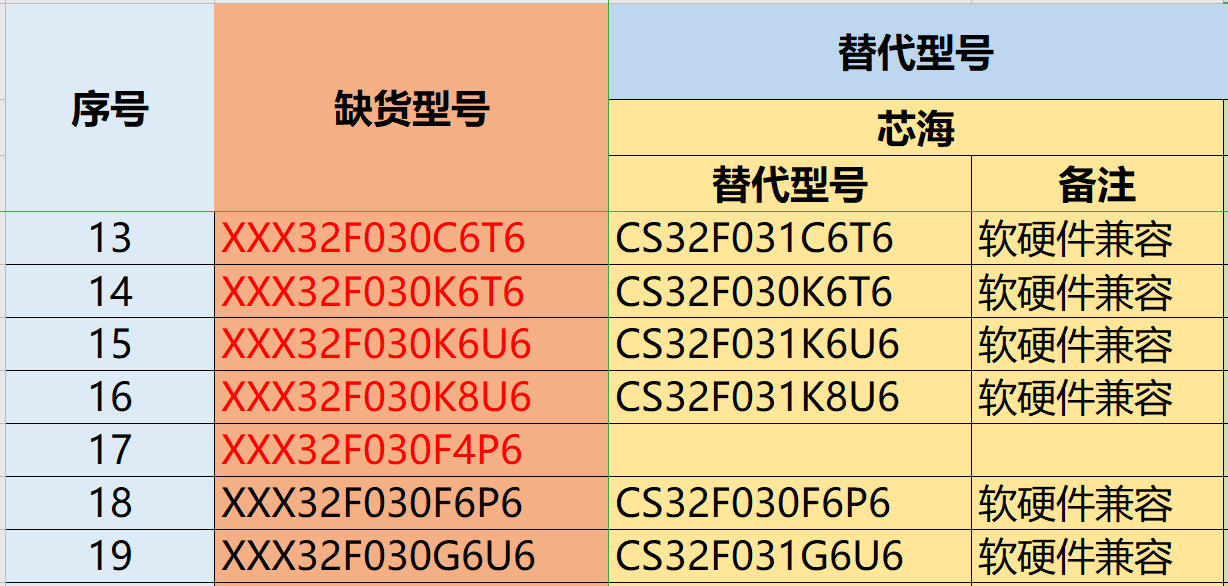 序号 缺货型号 替代型号
芯海
替代型号 备注
13 XXX32F030C6T6 CS32F031C6T6 软硬件兼容
14 XXX32F030K6T6 CS32F030K6T6 软硬件兼容
15 XXX32F030K6U6 CS32F031K6U6 软硬件兼容
16 XXX32F030K8U6 CS32F031K8U6 软硬件兼容
17 XXX32F030F4P6
18 XXX32F030F6P6 CS32F030F6P6 软硬件兼容
19 XXX32F030G6U6 CS32F031G6U6 软硬件兼容